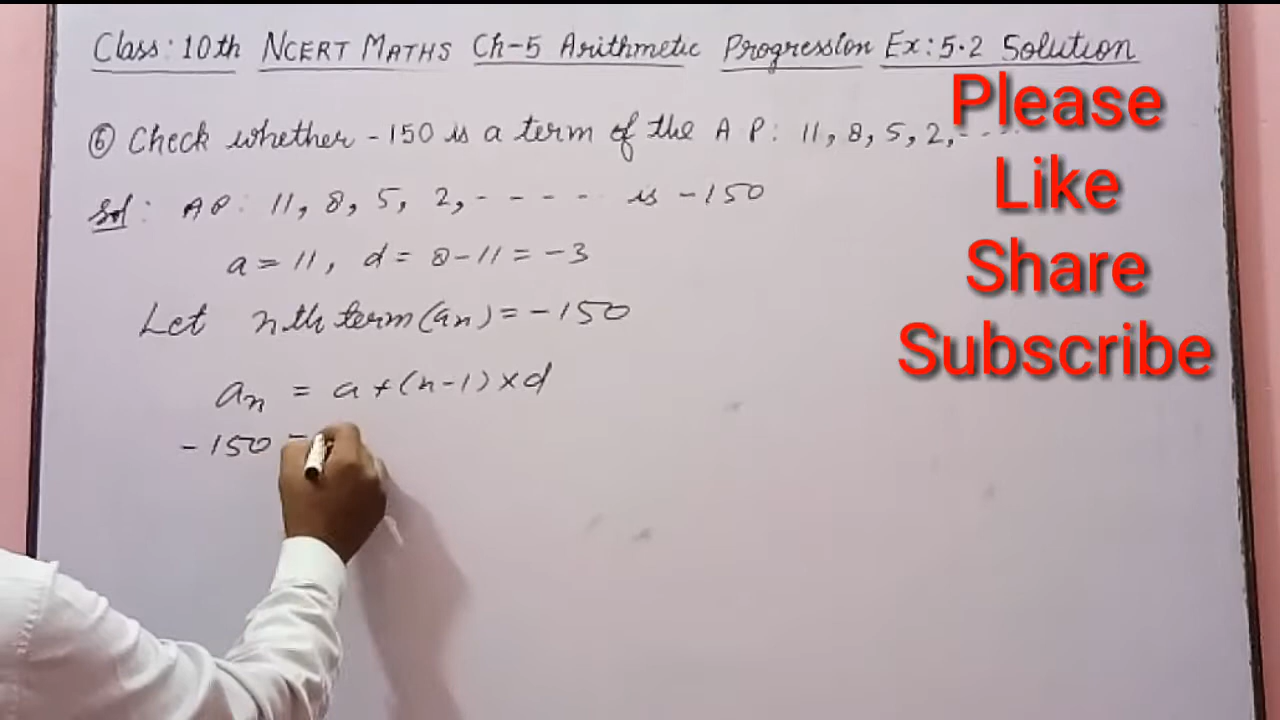 Class: 10th NCERT MATHS Ch-5 Arithmetic Progression Ex: 5.2 Solution
⑥ Check whether -150 is a term of the A P: 11, 8, 5, 2, - - - -
Sol: AP: 11, 8, 5, 2, - - - - - is -150
a = 11, d = 8-11 = -3
Let nth term (an) = -150
an = a + (n-1) × d
-150 =
Please
Like
Share
Subscribe